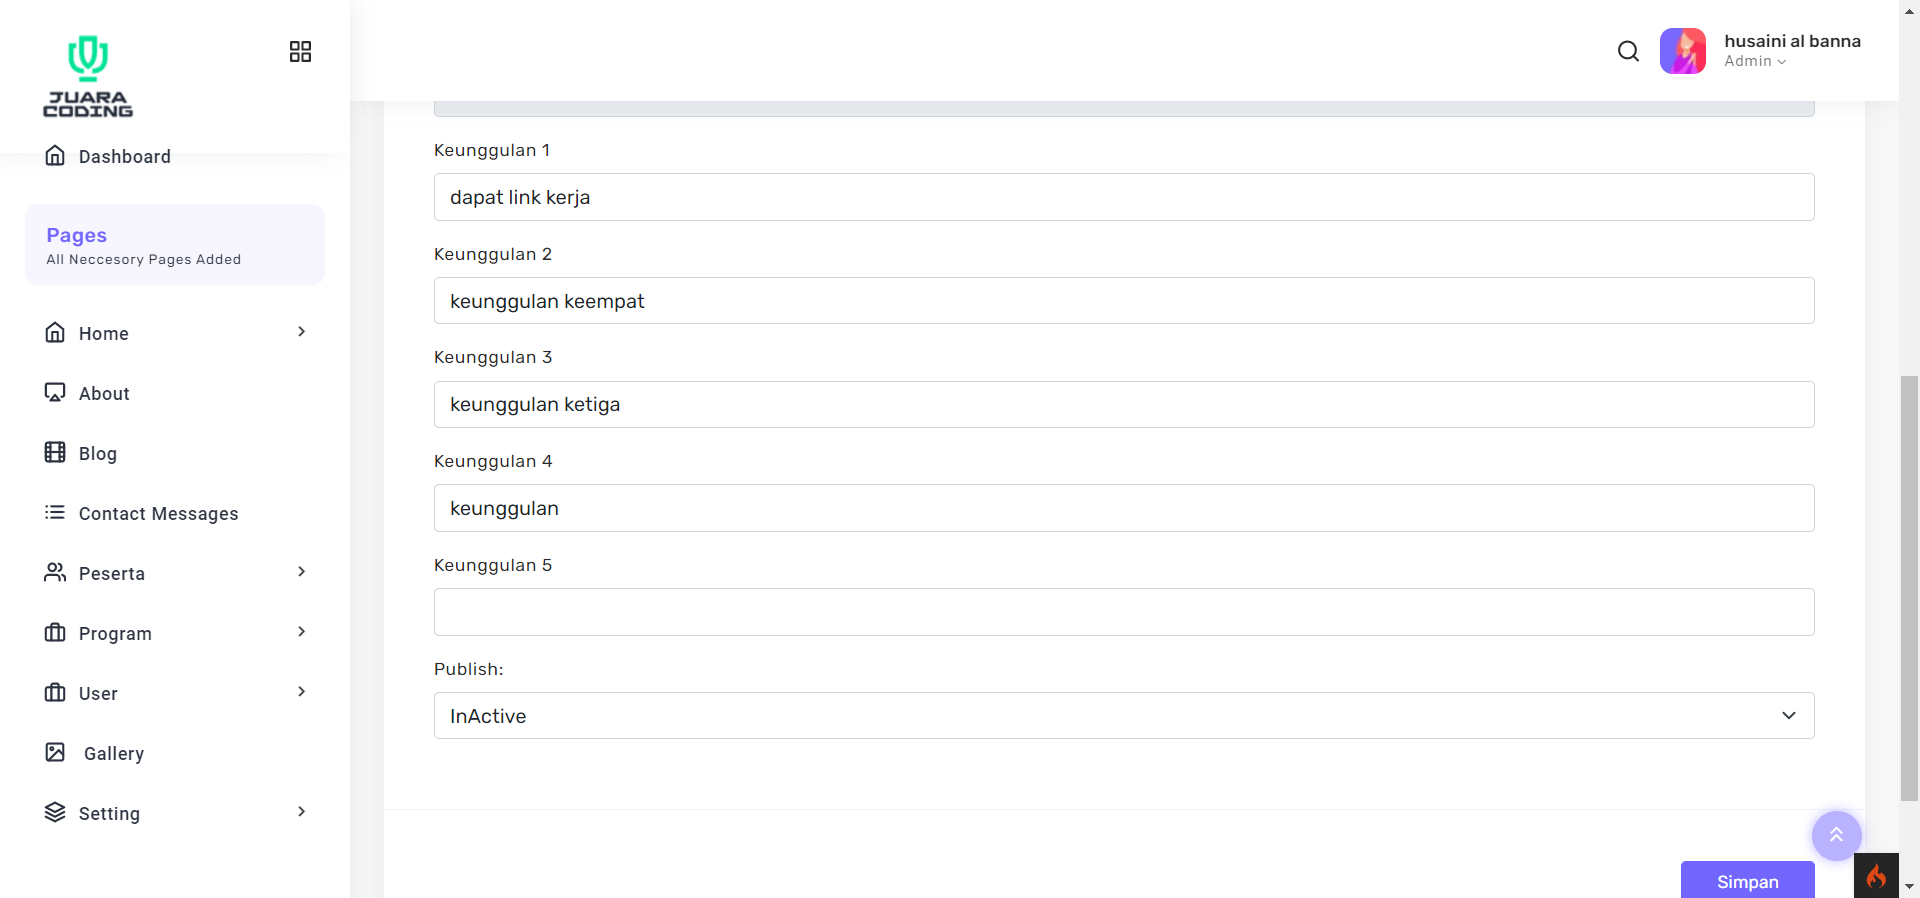 JUARA
CODING
husaini al banna
Admin
Dashboard
Pages
All Neccesory Pages Added
Home
About
Blog
Contact Messages
Peserta
Program
User
Gallery
Setting
Keunggulan 1
dapat link kerja
Keunggulan 2
keunggulan keempat
Keunggulan 3
keunggulan ketiga
Keunggulan 4
keunggulan
Keunggulan 5
Publish:
InActive
Simpan